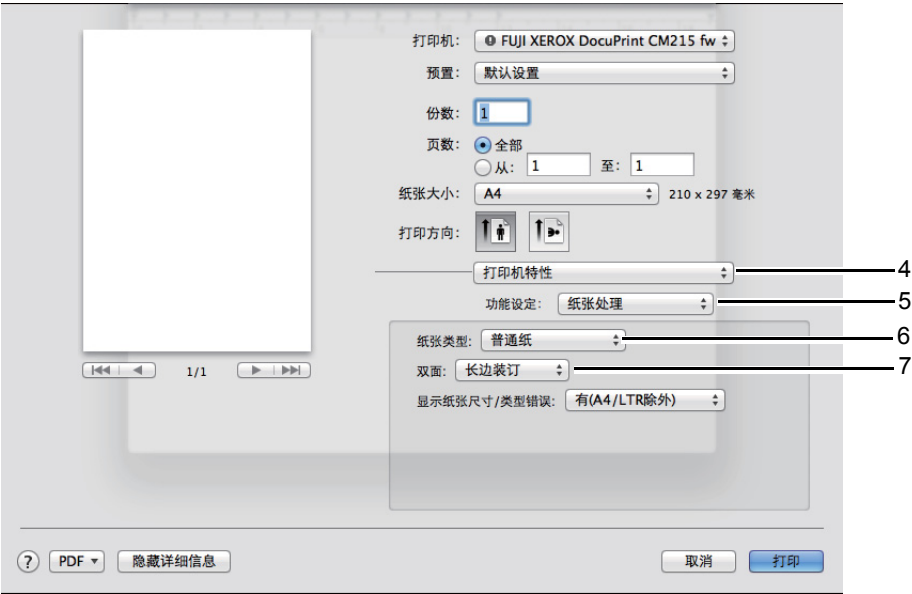 打印机: FUJI XEROX DocuPrint CM215 fw
预置: 默认设置
份数: 1
页数: 全部
从: 1 至: 1
纸张大小: A4 210 x 297 毫米
打印方向:
打印机特性 4
功能设定: 纸张处理 5
纸张类型: 普通纸 6
双面: 长边装订 7
1/1
显示纸张尺寸/类型错误: 有(A4/LTR除外)
? PDF 隐藏详细信息 取消 打印